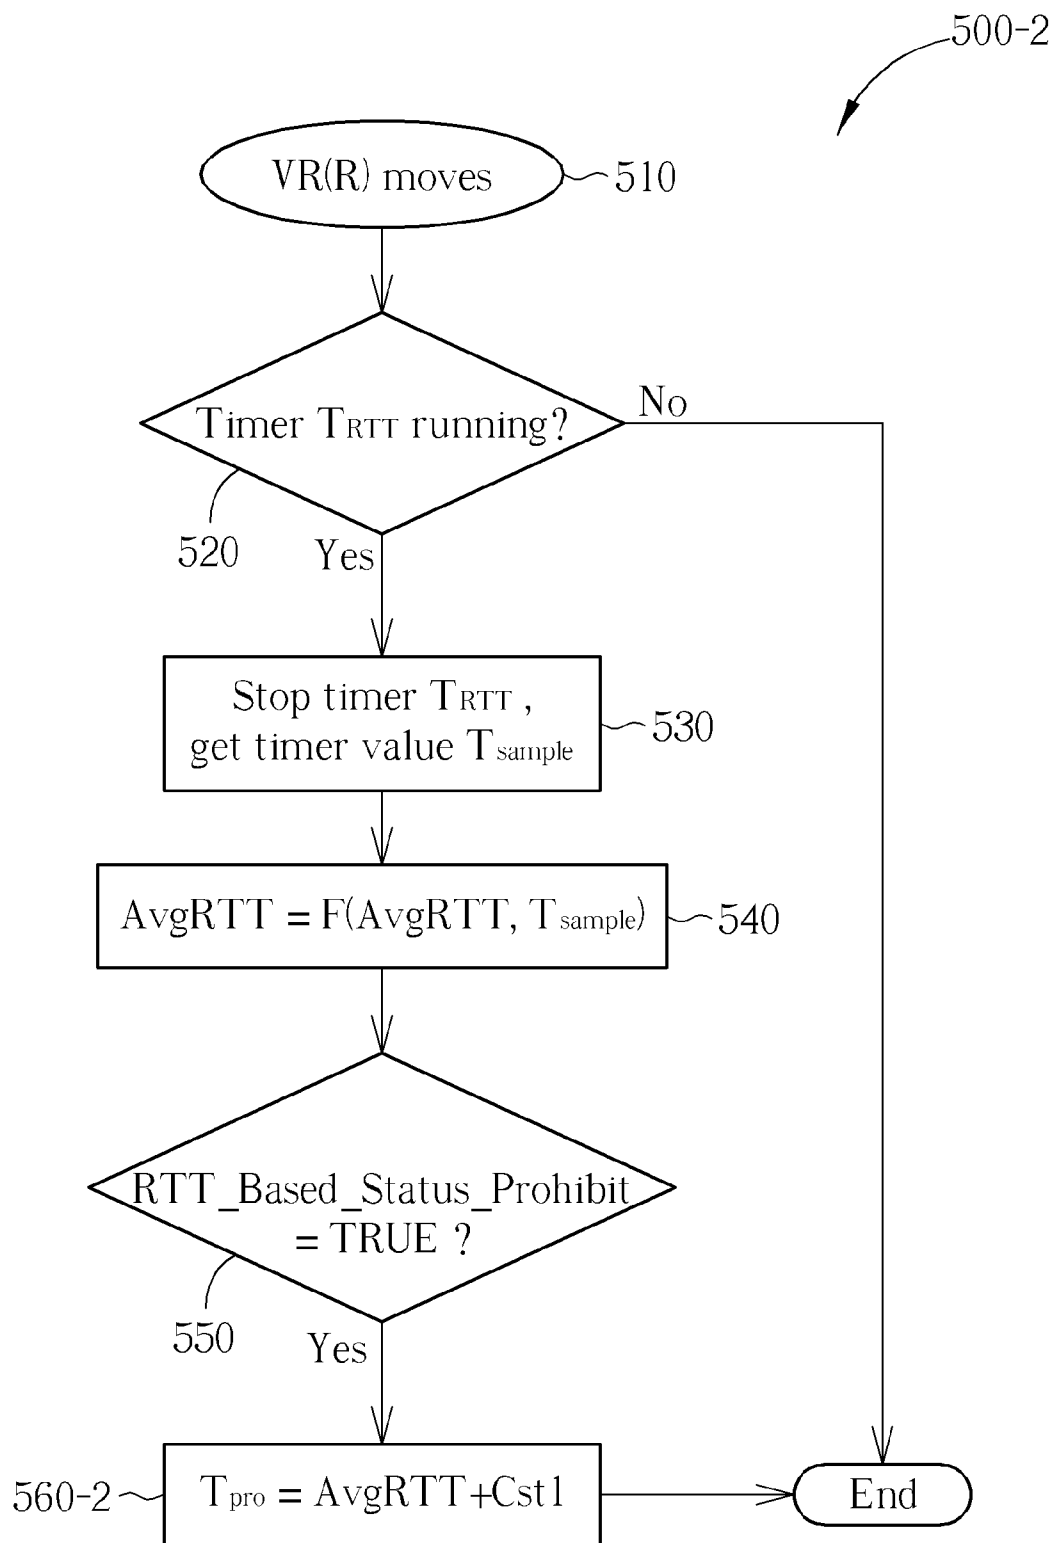 500-2
VR(R) moves
510
Timer TRTT running?
No
520
Yes
Stop timer TRTT ,
get timer value Tsample
530
AvgRTT = F(AvgRTT, Tsample)
540
RTT_Based_Status_Prohibit
= TRUE ?
550
Yes
560-2
Tpro = AvgRTT+Cst1
End